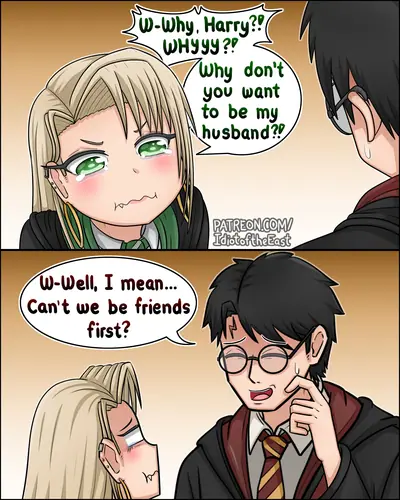 W-Why, Harry?!
WHyyy?!
Why don't
you want
to be my
husband?!
PATREON.COM/
IdiotoftheEast
W-Well, I mean...
Can't we be friends
first?